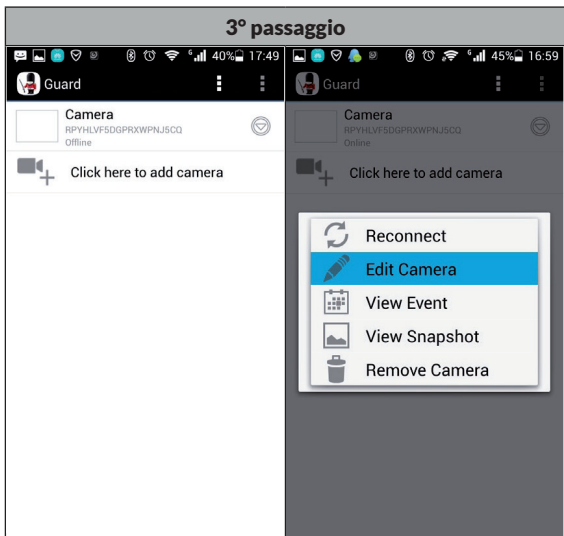 3º passaggio
40% 17:49
Guard
Camera
RPYHLVF5DGPRXWPNJ5CQ
Offline
Click here to add camera
45% 16:59
Guard
Camera
RPYHLVF5DGPRXWPNJ5CQ
Online
Click here to add camera
Reconnect
Edit Camera
View Event
View Snapshot
Remove Camera